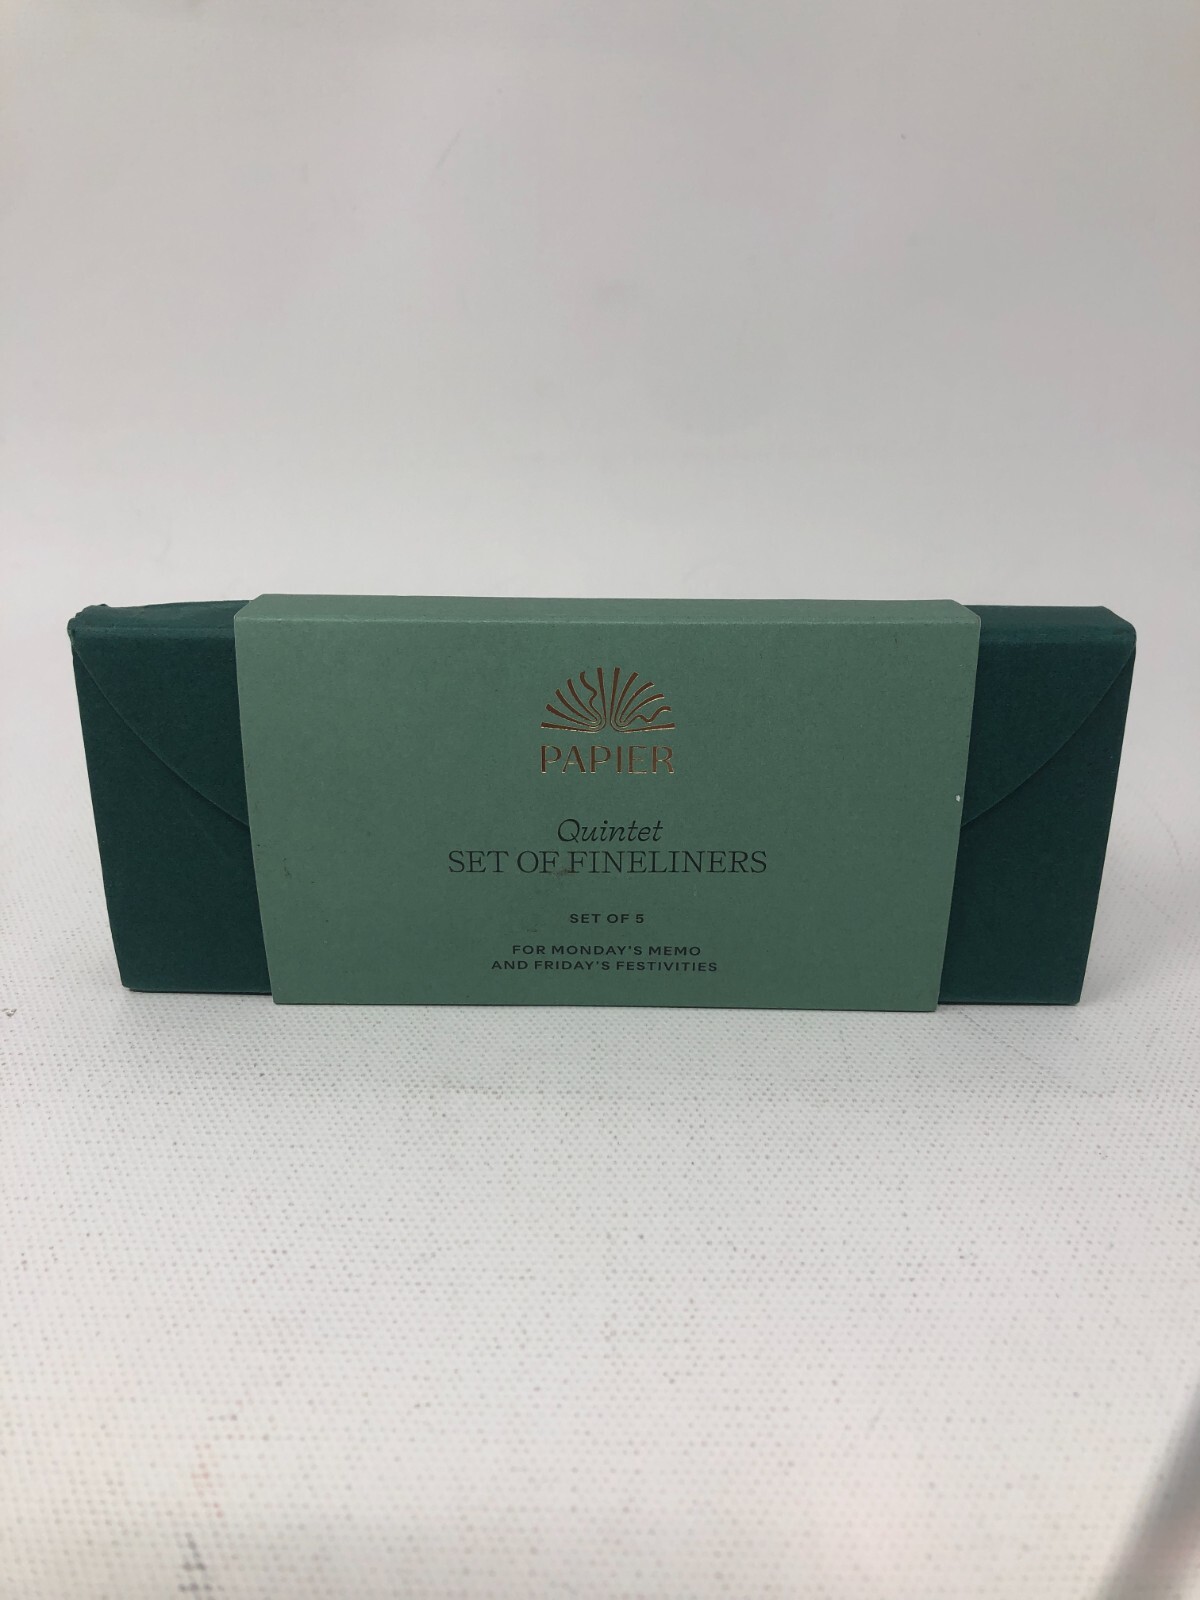 PAPIER
Quintet
SET OF FINELINERS
SET OF 5
FOR MONDAY'S MEMO
AND FRIDAY'S FESTIVITIES